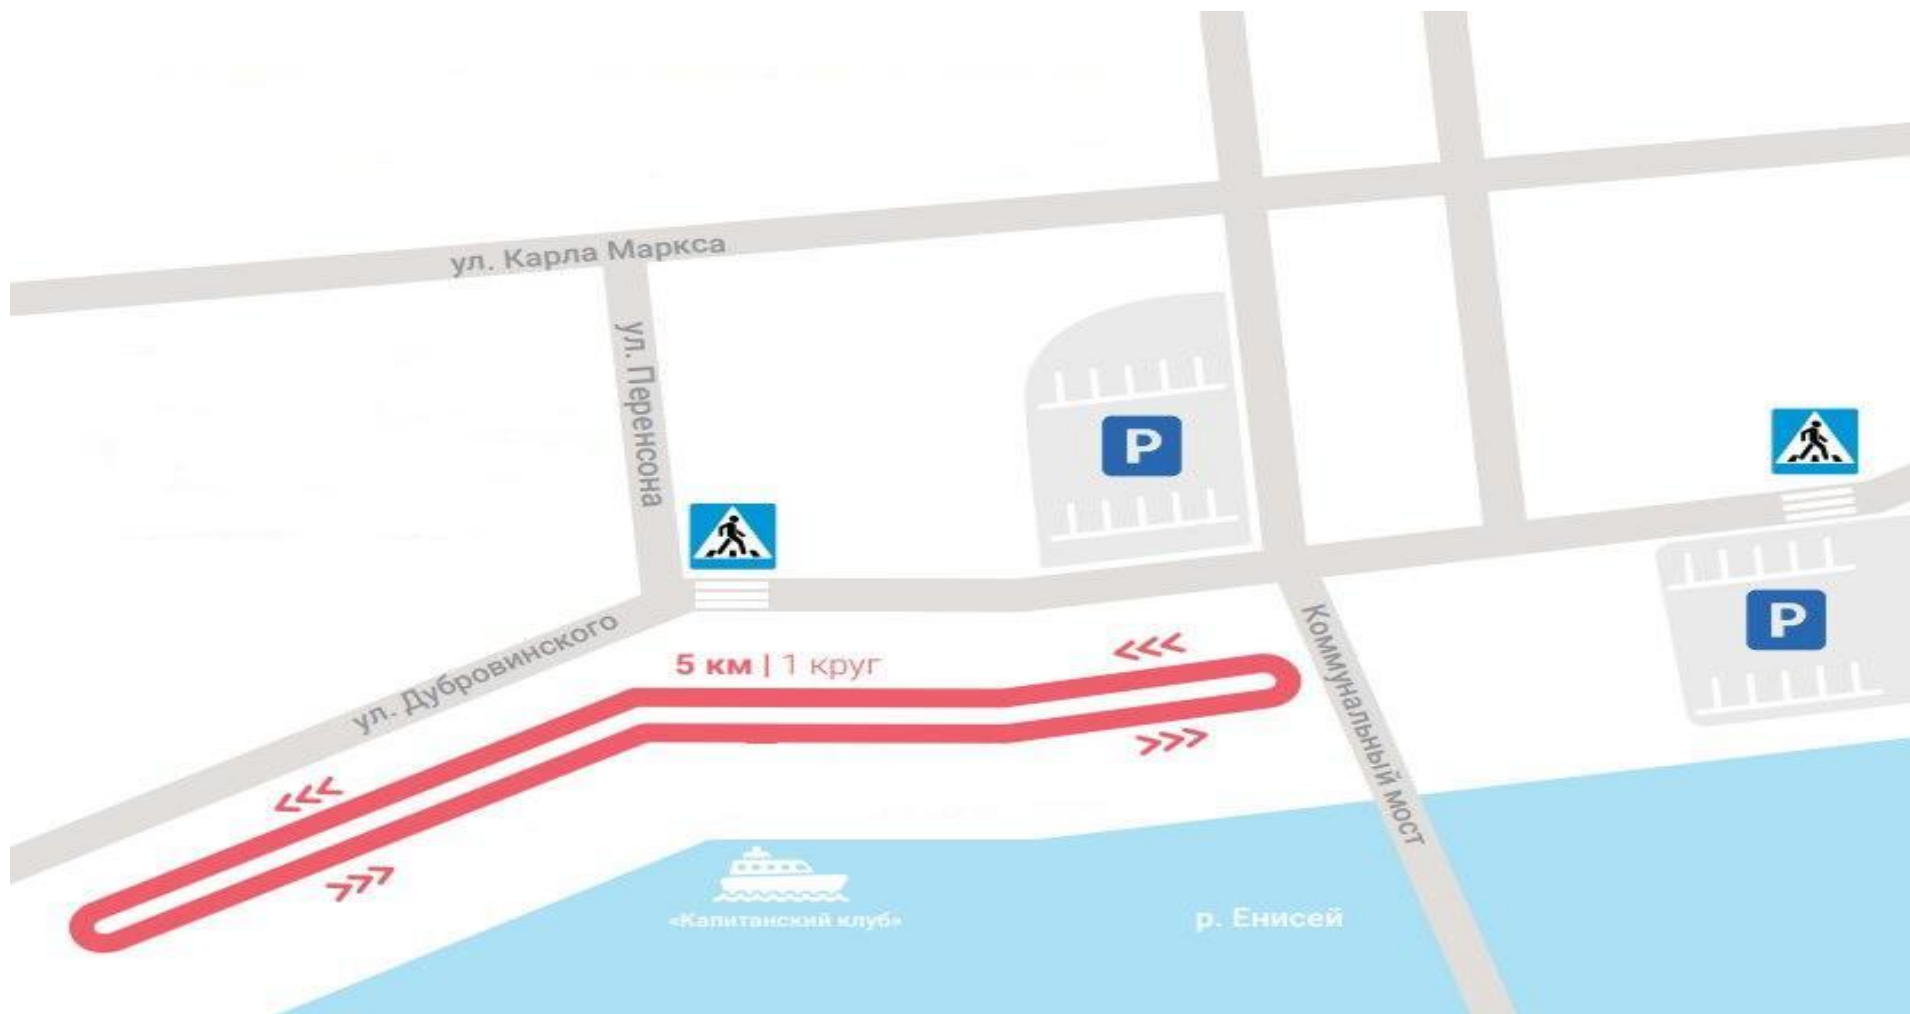 ул. Карла Маркса
ул. Перенсона
P
P
ул. Дубровинского
5 км | 1 круг
Коммунальный мост
«Капитанский клуб»
р. Енисей